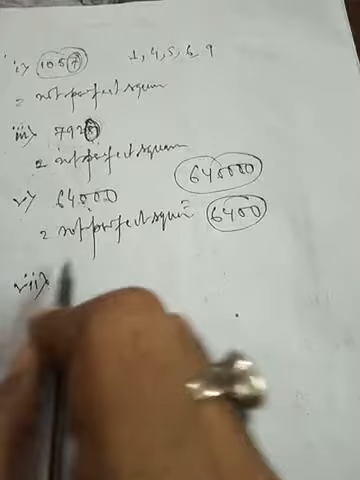 i) 1057 1, 4, 5, 6, 9
= not perfect square
iii) 7928
= not perfect square
640000
v) 64000
= not perfect square 6400
vii)